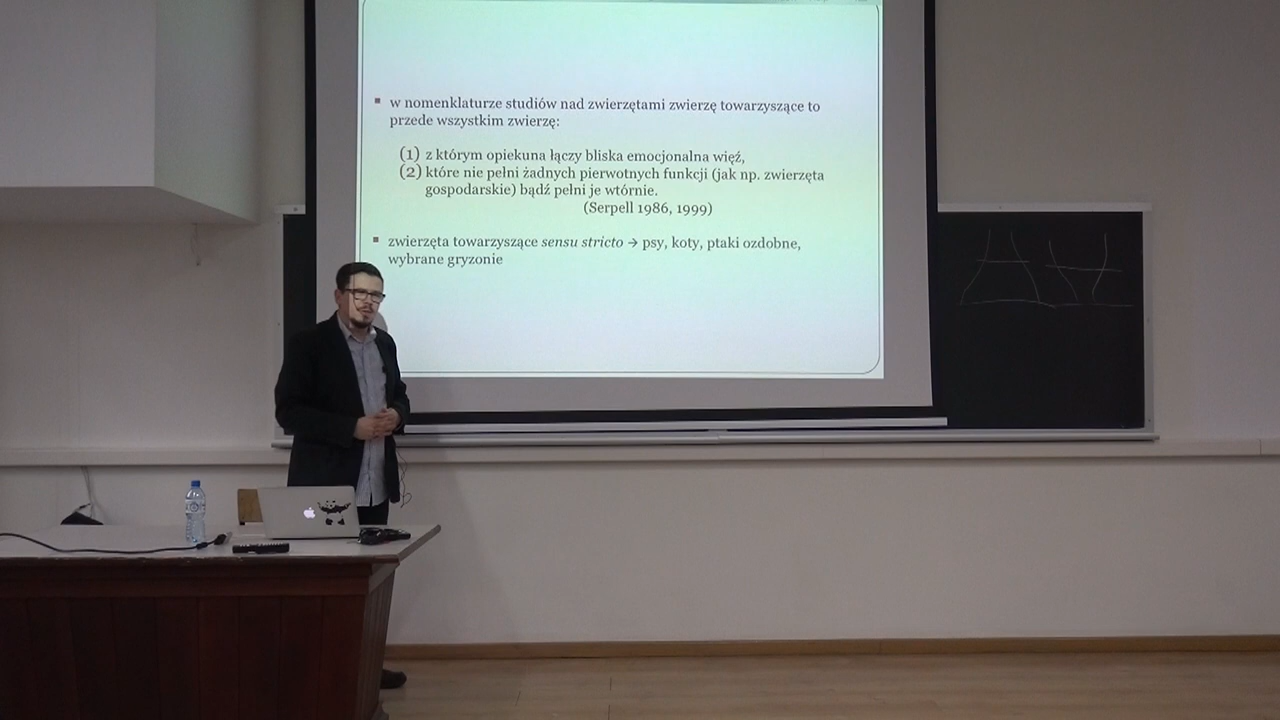 ▪ w nomenklaturze studiów nad zwierzętami zwierzę towarzyszące to
przede wszystkim zwierzę:
(1) z którym opiekuna łączy bliska emocjonalna więź,
(2) które nie pełni żadnych pierwotnych funkcji (jak np. zwierzęta
gospodarskie) bądź pełni je wtórnie.
(Serpell 1986, 1999)
▪ zwierzęta towarzyszące sensu stricto → psy, koty, ptaki ozdobne,
wybrane gryzonie